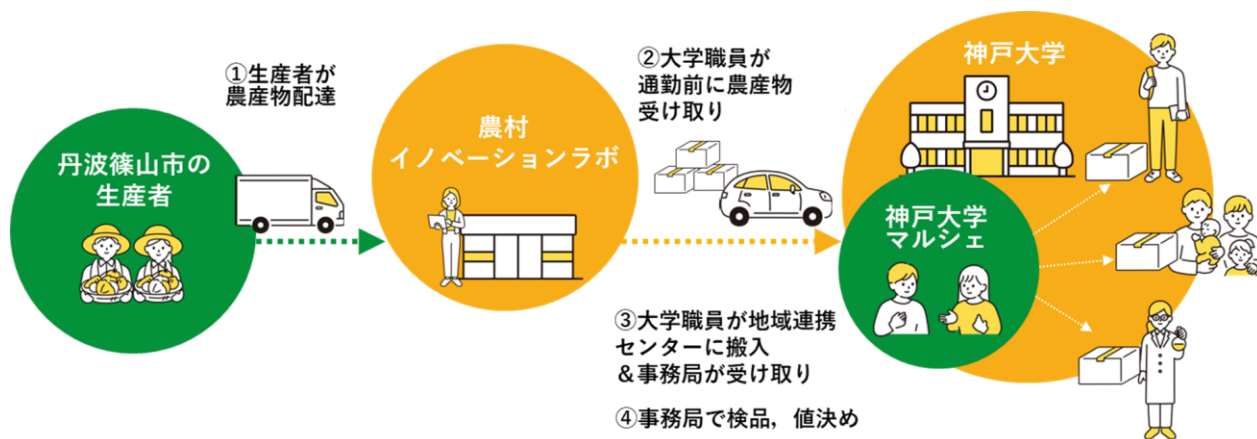 ①生産者が
農産物配達
②大学職員が
通勤前に農産物
受け取り
神戸大学
農村
イノベーションラボ
丹波篠山市の
生産者
神戸大学
マルシェ
③大学職員が地域連携
センターに搬入
＆事務局が受け取り
④事務局で検品，値決め